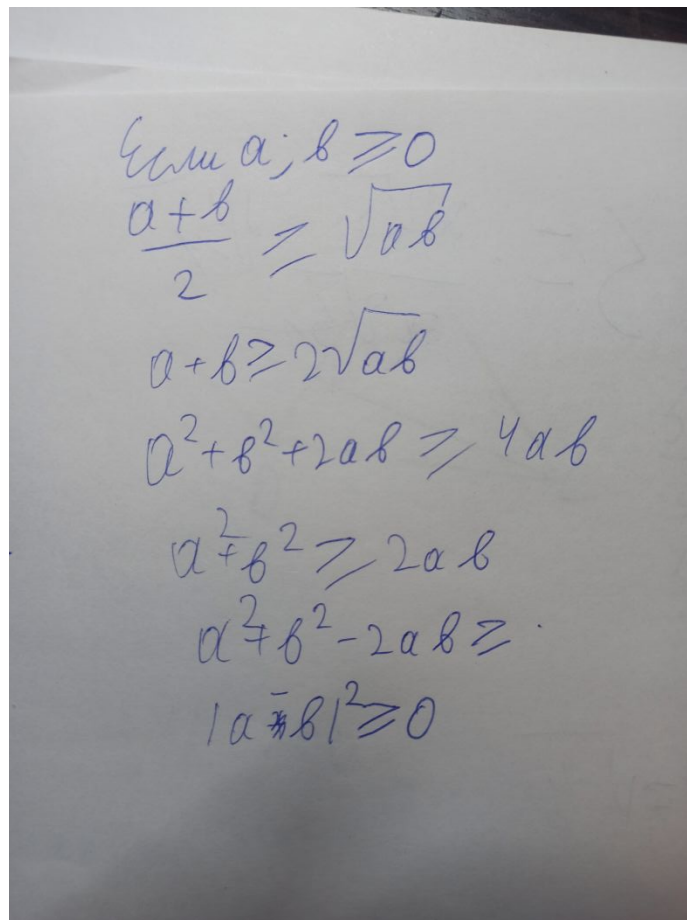 Если a; b ≥ 0
a+b/2 ≥ √ab
a+b ≥ 2√ab
a²+b²+2ab ≥ 4ab
a²+b² ≥ 2ab
a²+b²-2ab ≥
|a-b|² ≥ 0